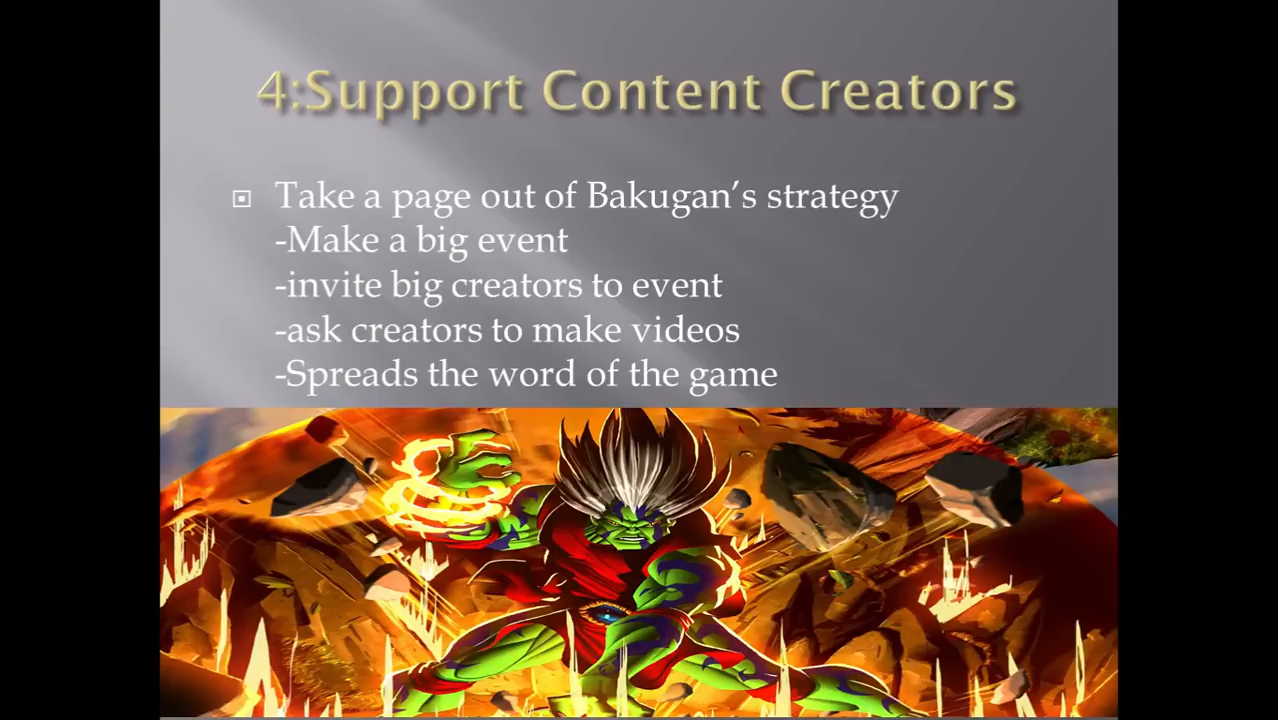 4:Support Content Creators
Take a page out of Bakugan’s strategy
-Make a big event
-invite big creators to event
-ask creators to make videos
-Spreads the word of the game